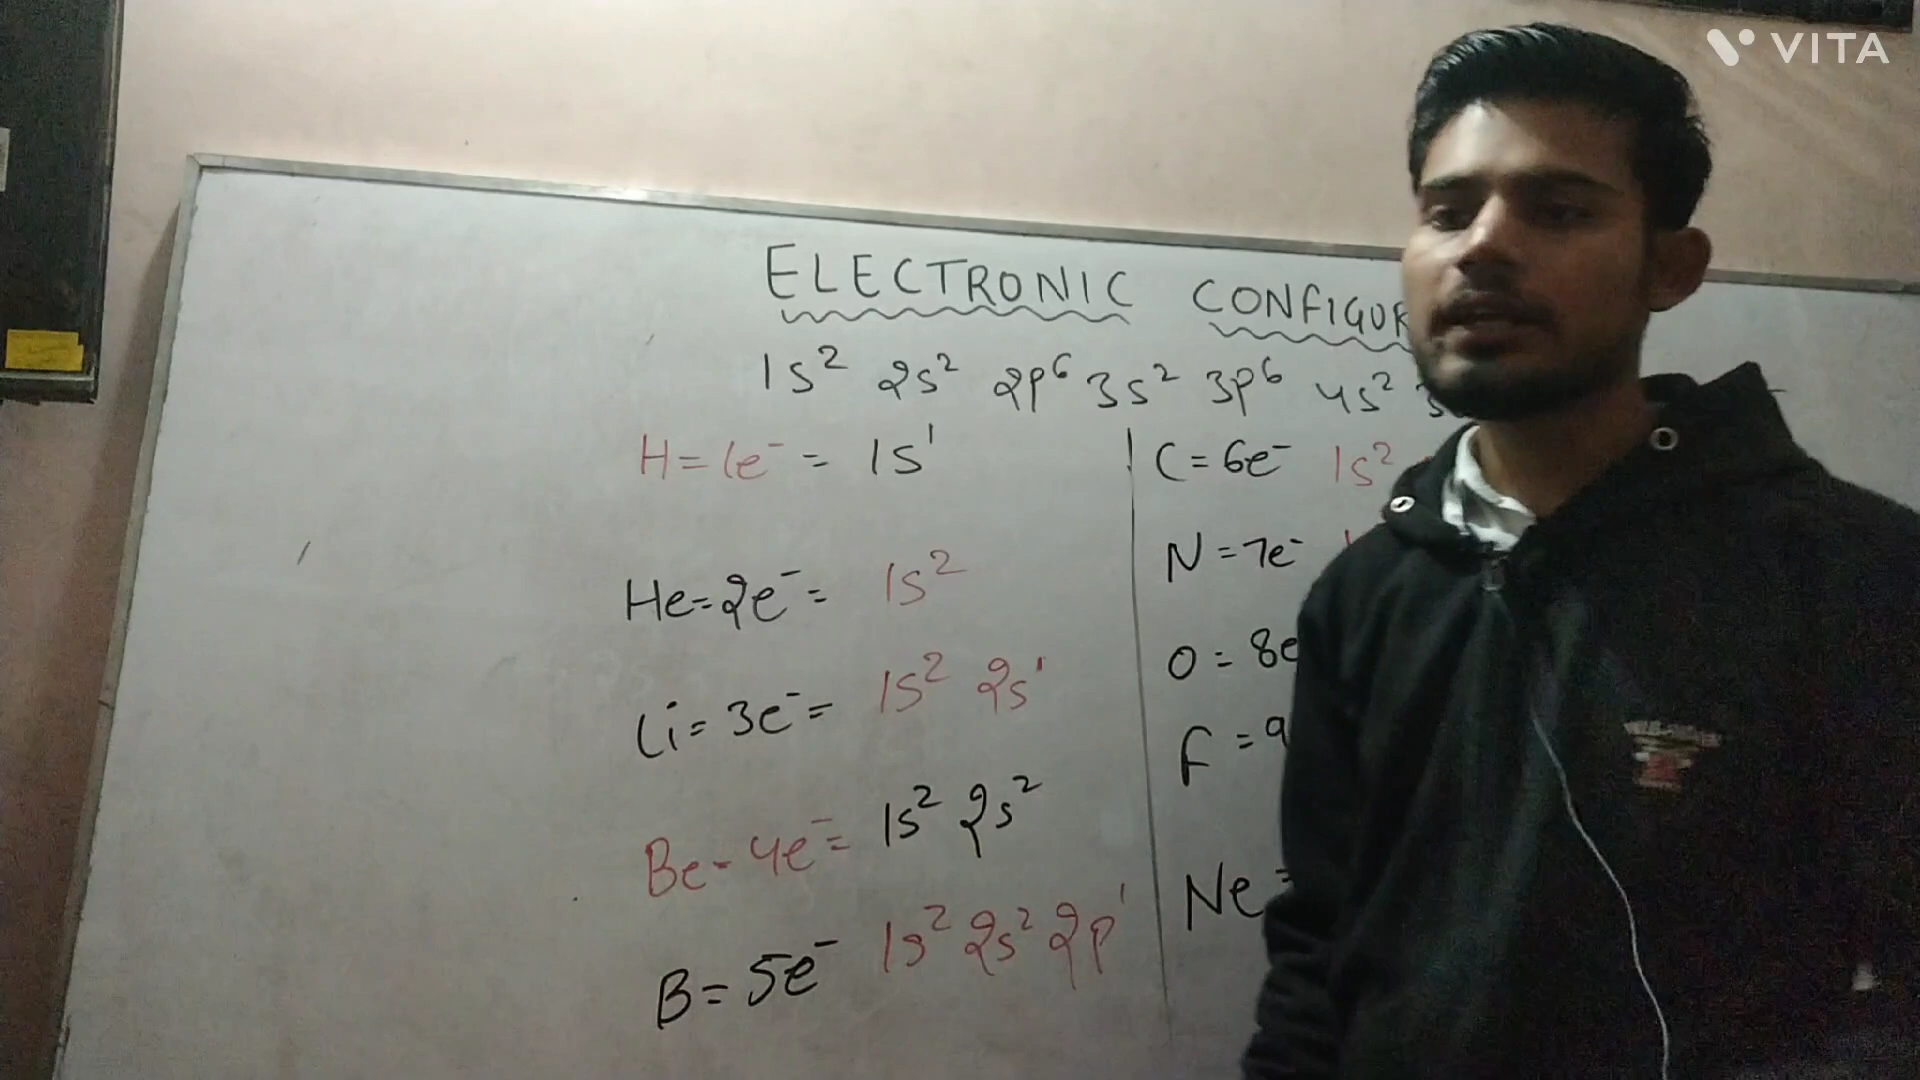 VITA
ELECTRONIC CONFIGUR
1s² 2s² 2p⁶ 3s² 3p⁶ 4s² 3
H = 1e⁻ = 1s¹
He = 2e⁻ = 1s²
Li = 3e⁻ = 1s² 2s¹
Be - 4e⁻ = 1s² 2s²
B = 5e⁻ 1s² 2s² 2p¹
C = 6e⁻ 1s²
N = 7e⁻
O = 8e
F = 9
Ne =